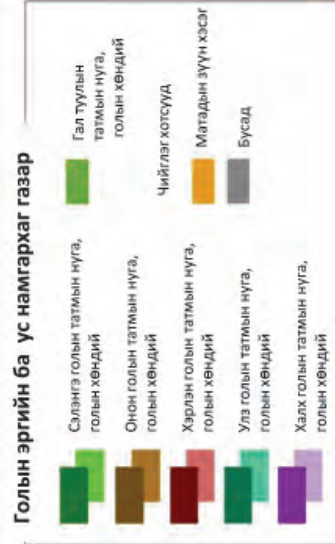 Голын эргийн ба ус намгархаг газар
Сэлэнгэ голын татмын нуга,
голын хөндий
Онон голын татмын нуга,
голын хөндий
Хэрлэн голын татмын нуга,
голын хөндий
Улз голын татмын нуга,
голын хөндий
Халх голын татмын нуга,
голын хөндий
Гал туулын
татмын нуга,
голын хөндий
Чийглэг хотсууд
Матадын зүүн хэсэг
Бусад